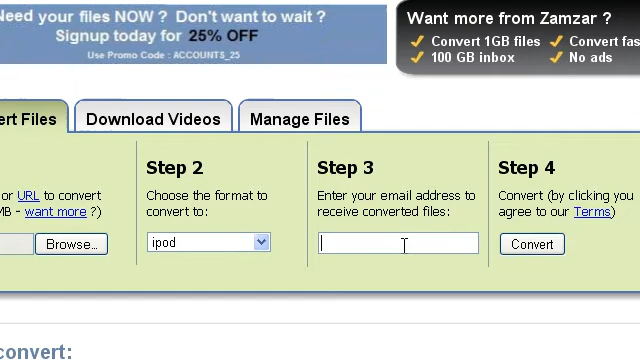 Need your files NOW ? Don't want to wait ?
Signup today for 25% OFF
Use Promo Code : ACCOUNTS_25
Want more from Zamzar ?
Convert 1GB files
Convert fas
100 GB inbox
No ads
ert Files
Download Videos
Manage Files
or URL to convert
MB - want more ?)
Browse...
Step 2
Choose the format to
convert to:
ipod
Step 3
Enter your email address to
receive converted files:
Step 4
Convert (by clicking you
agree to our Terms)
Convert
convert: